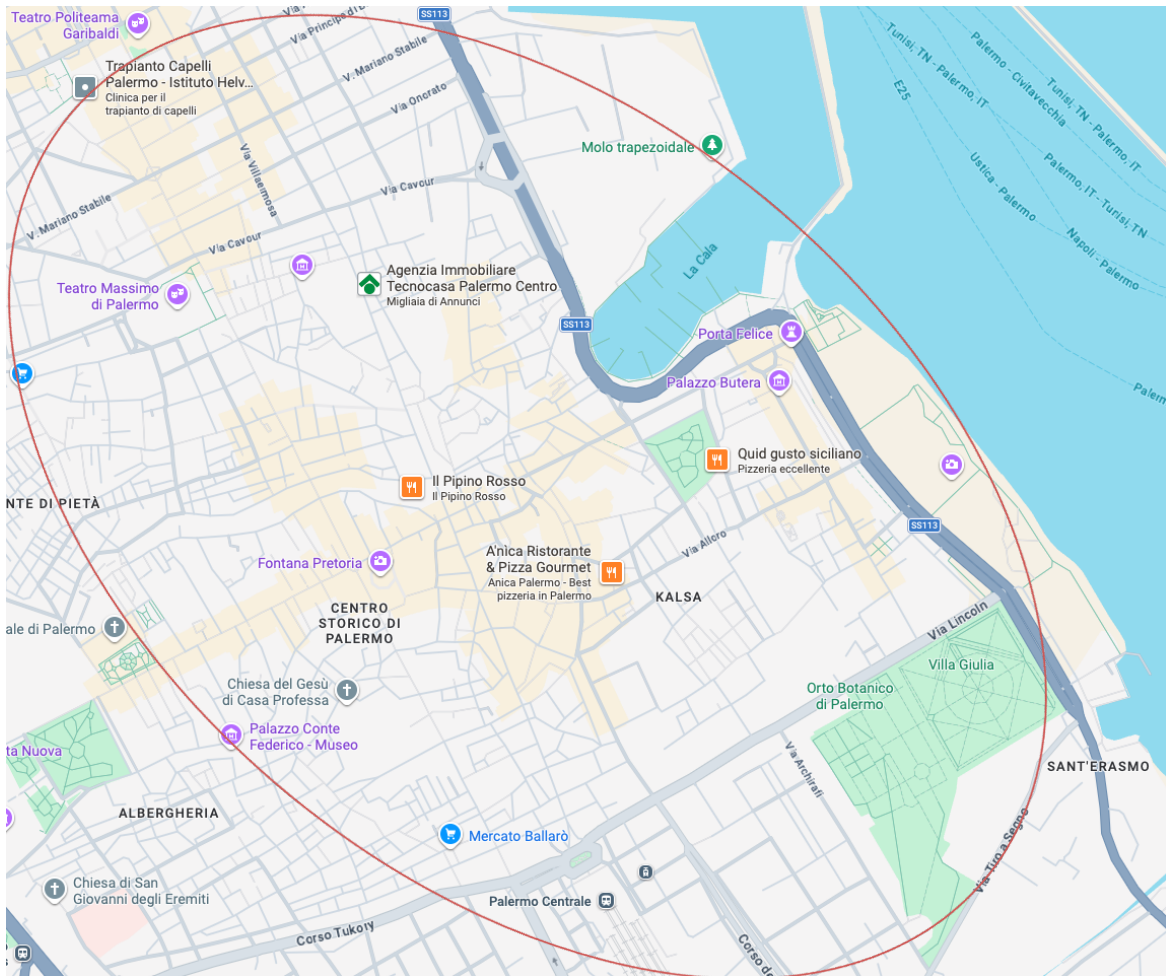 Teatro Politeama
Garibaldi
SS113
Via Principe di
V. Mariano Stabile
Trapianto Capelli
Palermo - Istituto Helv...
Clinica per il
trapianto di capelli
Via Onorato
Tunisi, TN - Palermo, IT
Palermo - Civitavecchia
Tunisi, TN - Palermo, IT
E25
Molo trapezoidale
Via Villaermosa
Ustica - Palermo
Palermo, IT - Tunisi, TN
Via Cavour
V. Mariano Stabile
Via Cavour
Napoli - Palermo
La Cala
Agenzia Immobiliare
Tecnocasa Palermo Centro
Migliaia di Annunci
Teatro Massimo
di Palermo
SS113
Porta Felice
Palazzo Butera
Palerm
Quid gusto siciliano
Pizzeria eccellente
Il Pipino Rosso
Il Pipino Rosso
NTE DI PIETÀ
SS113
Via Alloro
A'nìca Ristorante
& Pizza Gourmet
Anica Palermo - Best
pizzeria in Palermo
Fontana Pretoria
KALSA
CENTRO
STORICO DI
PALERMO
ale di Palermo
Via Lincoln
Villa Giulia
Chiesa del Gesù
di Casa Professa
Orto Botanico
di Palermo
Palazzo Conte
Federico - Museo
ta Nuova
Via Archirafi
SANT'ERASMO
ALBERGHERIA
Mercato Ballarò
Via Tiro a Segno
Chiesa di San
Giovanni degli Eremiti
Palermo Centrale
Corso Tukory
Corso de
s